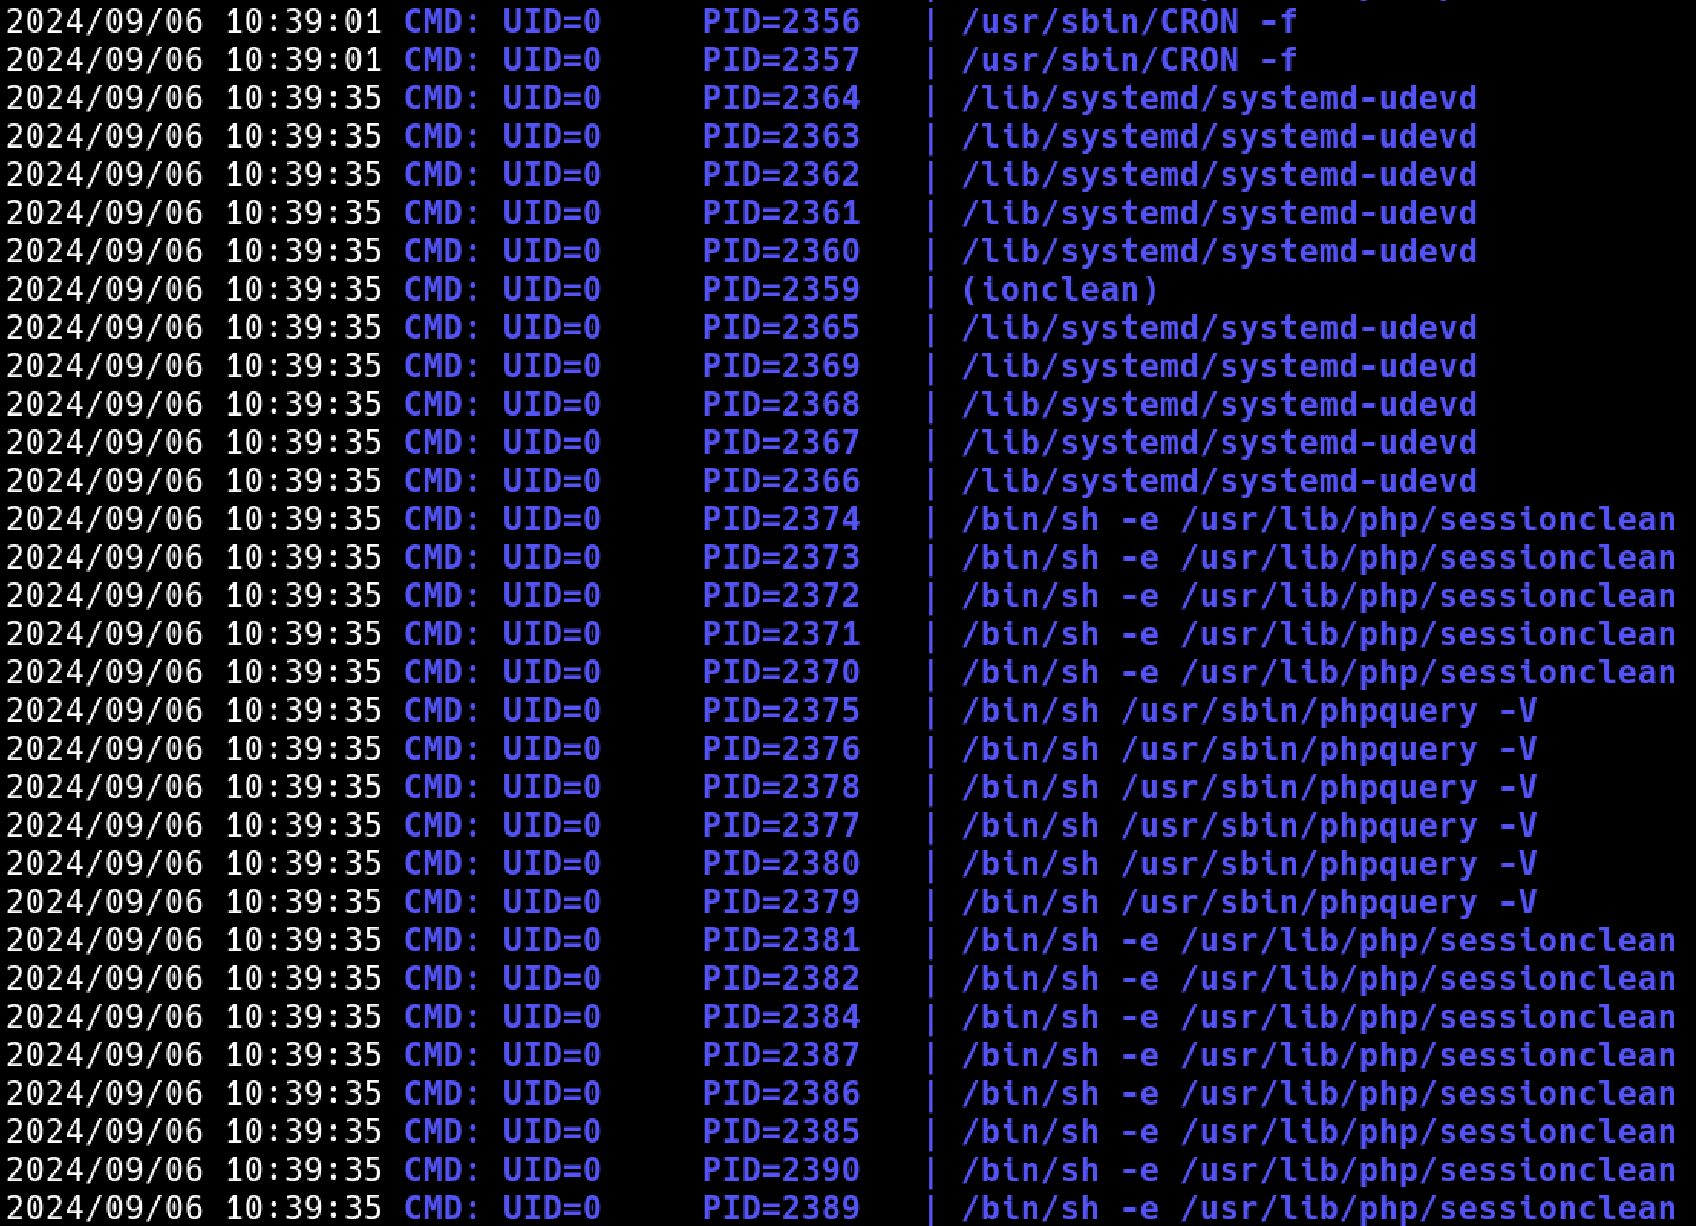 2024/09/06 10:39:01 CMD: UID=0 PID=2356 | /usr/sbin/CRON -f
2024/09/06 10:39:01 CMD: UID=0 PID=2357 | /usr/sbin/CRON -f
2024/09/06 10:39:35 CMD: UID=0 PID=2364 | /lib/systemd/systemd-udevd
2024/09/06 10:39:35 CMD: UID=0 PID=2363 | /lib/systemd/systemd-udevd
2024/09/06 10:39:35 CMD: UID=0 PID=2362 | /lib/systemd/systemd-udevd
2024/09/06 10:39:35 CMD: UID=0 PID=2361 | /lib/systemd/systemd-udevd
2024/09/06 10:39:35 CMD: UID=0 PID=2360 | /lib/systemd/systemd-udevd
2024/09/06 10:39:35 CMD: UID=0 PID=2359 | (ionclean)
2024/09/06 10:39:35 CMD: UID=0 PID=2365 | /lib/systemd/systemd-udevd
2024/09/06 10:39:35 CMD: UID=0 PID=2369 | /lib/systemd/systemd-udevd
2024/09/06 10:39:35 CMD: UID=0 PID=2368 | /lib/systemd/systemd-udevd
2024/09/06 10:39:35 CMD: UID=0 PID=2367 | /lib/systemd/systemd-udevd
2024/09/06 10:39:35 CMD: UID=0 PID=2366 | /lib/systemd/systemd-udevd
2024/09/06 10:39:35 CMD: UID=0 PID=2374 | /bin/sh -e /usr/lib/php/sessionclean
2024/09/06 10:39:35 CMD: UID=0 PID=2373 | /bin/sh -e /usr/lib/php/sessionclean
2024/09/06 10:39:35 CMD: UID=0 PID=2372 | /bin/sh -e /usr/lib/php/sessionclean
2024/09/06 10:39:35 CMD: UID=0 PID=2371 | /bin/sh -e /usr/lib/php/sessionclean
2024/09/06 10:39:35 CMD: UID=0 PID=2370 | /bin/sh -e /usr/lib/php/sessionclean
2024/09/06 10:39:35 CMD: UID=0 PID=2375 | /bin/sh /usr/sbin/phpquery -V
2024/09/06 10:39:35 CMD: UID=0 PID=2376 | /bin/sh /usr/sbin/phpquery -V
2024/09/06 10:39:35 CMD: UID=0 PID=2378 | /bin/sh /usr/sbin/phpquery -V
2024/09/06 10:39:35 CMD: UID=0 PID=2377 | /bin/sh /usr/sbin/phpquery -V
2024/09/06 10:39:35 CMD: UID=0 PID=2380 | /bin/sh /usr/sbin/phpquery -V
2024/09/06 10:39:35 CMD: UID=0 PID=2379 | /bin/sh /usr/sbin/phpquery -V
2024/09/06 10:39:35 CMD: UID=0 PID=2381 | /bin/sh -e /usr/lib/php/sessionclean
2024/09/06 10:39:35 CMD: UID=0 PID=2382 | /bin/sh -e /usr/lib/php/sessionclean
2024/09/06 10:39:35 CMD: UID=0 PID=2384 | /bin/sh -e /usr/lib/php/sessionclean
2024/09/06 10:39:35 CMD: UID=0 PID=2387 | /bin/sh -e /usr/lib/php/sessionclean
2024/09/06 10:39:35 CMD: UID=0 PID=2386 | /bin/sh -e /usr/lib/php/sessionclean
2024/09/06 10:39:35 CMD: UID=0 PID=2385 | /bin/sh -e /usr/lib/php/sessionclean
2024/09/06 10:39:35 CMD: UID=0 PID=2390 | /bin/sh -e /usr/lib/php/sessionclean
2024/09/06 10:39:35 CMD: UID=0 PID=2389 | /bin/sh -e /usr/lib/php/sessionclean